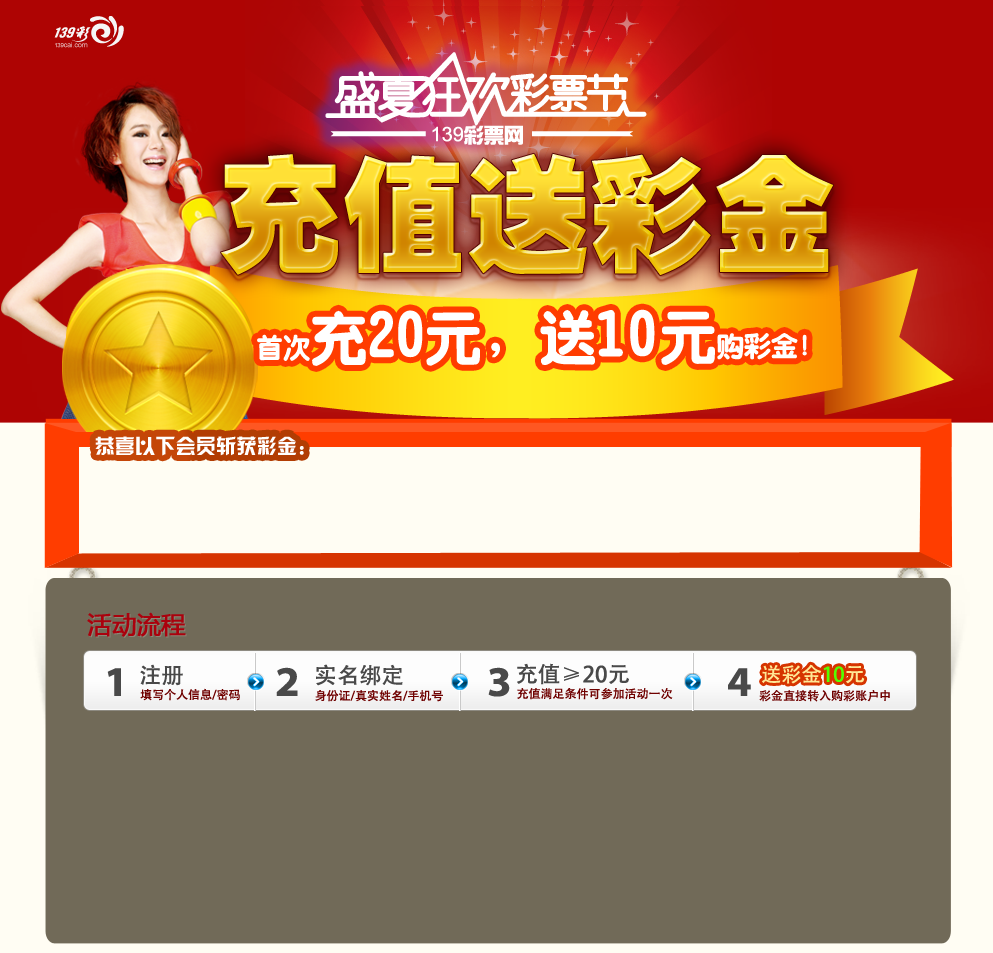 139彩
139cai.com
盛夏狂欢彩票节
139彩票网
充值送彩金
首次充20元，送10元购彩金！
恭喜以下会员斩获彩金：
活动流程
1 注册
填写个人信息/密码
2 实名绑定
身份证/真实姓名/手机号
3 充值≥20元
充值满足条件可参加活动一次
4 送彩金10元
彩金直接转入购彩账户中